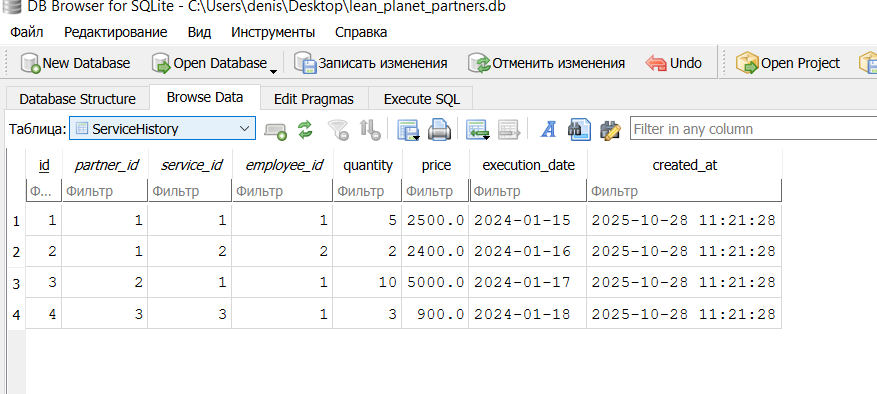 DB Browser for SQLite - C:\Users\denis\Desktop\lean_planet_partners.db
Файл Редактирование Вид Инструменты Справка
New Database Open Database Записать изменения Отменить изменения Undo Open Project
Database Structure Browse Data Edit Pragmas Execute SQL
Таблица: ServiceHistory Filter in any column
id partner_id service_id employee_id quantity price execution_date created_at
Ф... Фильтр Фильтр Фильтр Фильтр Фильтр Фильтр Фильтр
1 1 1 1 1 5 2500.0 2024-01-15 2025-10-28 11:21:28
2 2 1 2 2 2 2400.0 2024-01-16 2025-10-28 11:21:28
3 3 2 1 1 10 5000.0 2024-01-17 2025-10-28 11:21:28
4 4 3 3 1 3 900.0 2024-01-18 2025-10-28 11:21:28